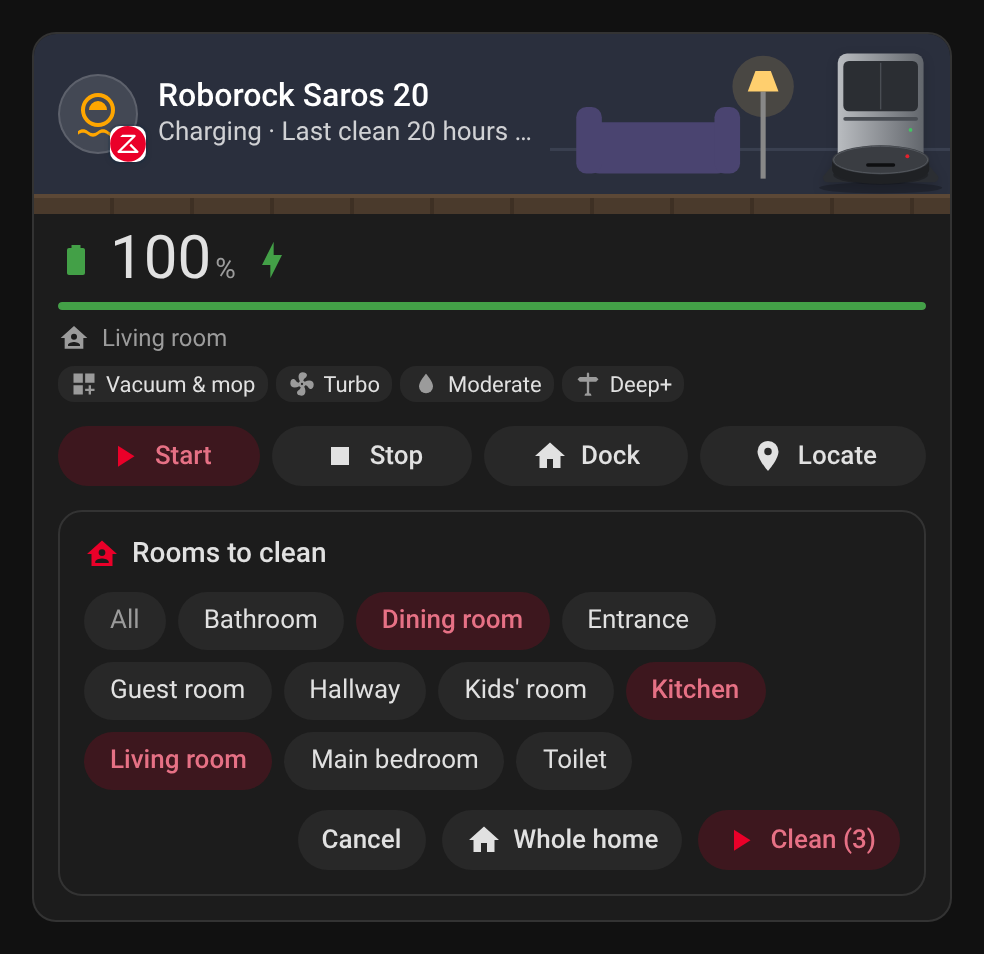 Roborock Saros 20
Charging · Last clean 20 hours ...
100 %
Living room
Vacuum & mop Turbo Moderate Deep+
Start Stop Dock Locate
Rooms to clean
All Bathroom Dining room Entrance
Guest room Hallway Kids' room Kitchen
Living room Main bedroom Toilet
Cancel Whole home Clean (3)